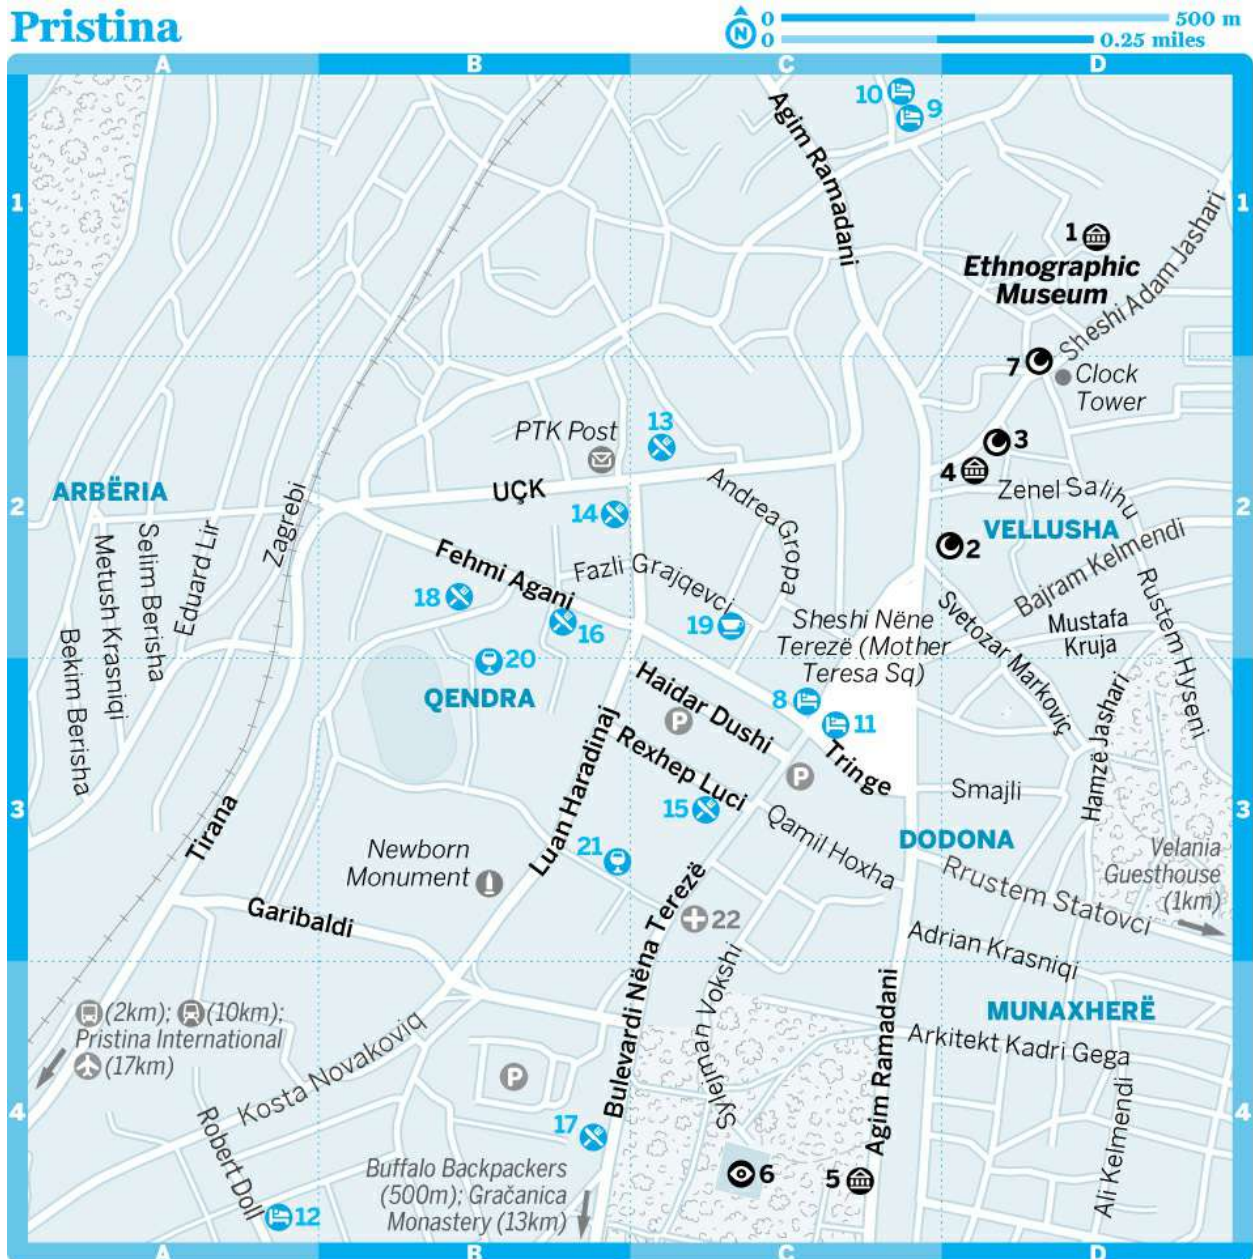 Pristina
N
0
500 m
0
0.25 miles
A
B
C
D
1
1
10
9
Agim Ramadani
1
Ethnographic
Museum
Sheshi Adam Jashari
7
Clock
Tower
PTK Post
13
3
4
ARBËRIA
2
2
UÇK
14
Andrea Gropa
Zenel Salihu
VELLUSHA
2
Zagrebi
Selim Berisha
Metush Krasniqi
Eduard Lir
Bekim Berisha
Fehmi Agani
Fazli Grajqevci
18
16
19
Bajram Kelmendi
Rustem Hyseni
Svetozar Markoviç
Mustafa
Kruja
Sheshi Nëne
Terezë (Mother
Teresa Sq)
20
QENDRA
Haidar Dushi
P
8
11
Tringe
P
Rexhep Luci
Luan Haradinaj
15
Hamzë Jashari
Smajli
3
3
Tirana
DODONA
Qamil Hoxha
21
Newborn
Monument
Velania
Guesthouse
(1km)
Rrustem Statovci
Garibaldi
Bulevardi Nëna Terezë
22
Adrian Krasniqi
Sylejman Vokshi
Agim Ramadani
MUNAXHERË
(2km); (10km);
Pristina International
(17km)
Arkitekt Kadri Gega
Kosta Novakoviq
P
4
4
Robert Doll
17
Ali Kelmendi
Buffalo Backpackers
(500m); Gračanica
Monastery (13km)
6
5
12
A
B
C
D